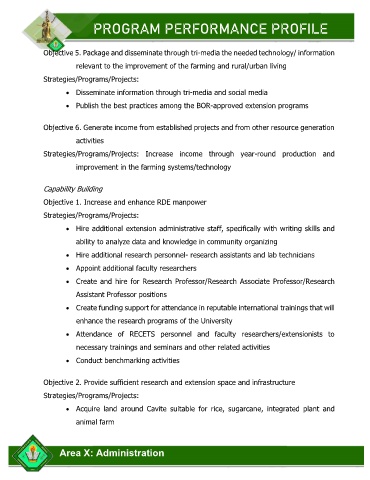 PROGRAM PERFORMANCE PROFILE
Objective 5. Package and disseminate through tri-media the needed technology/ information
relevant to the improvement of the farming and rural/urban living
Strategies/Programs/Projects:
• Disseminate information through tri-media and social media
• Publish the best practices among the BOR-approved extension programs
Objective 6. Generate income from established projects and from other resource generation
activities
Strategies/Programs/Projects: Increase income through year-round production and
improvement in the farming systems/technology
Capability Building
Objective 1. Increase and enhance RDE manpower
Strategies/Programs/Projects:
• Hire additional extension administrative staff, specifically with writing skills and
ability to analyze data and knowledge in community organizing
• Hire additional research personnel- research assistants and lab technicians
• Appoint additional faculty researchers
• Create and hire for Research Professor/Research Associate Professor/Research
Assistant Professor positions
• Create funding support for attendance in reputable international trainings that will
enhance the research programs of the University
• Attendance of RECETS personnel and faculty researchers/extensionists to
necessary trainings and seminars and other related activities
• Conduct benchmarking activities
Objective 2. Provide sufficient research and extension space and infrastructure
Strategies/Programs/Projects:
• Acquire land around Cavite suitable for rice, sugarcane, integrated plant and
animal farm
Area X: Administration